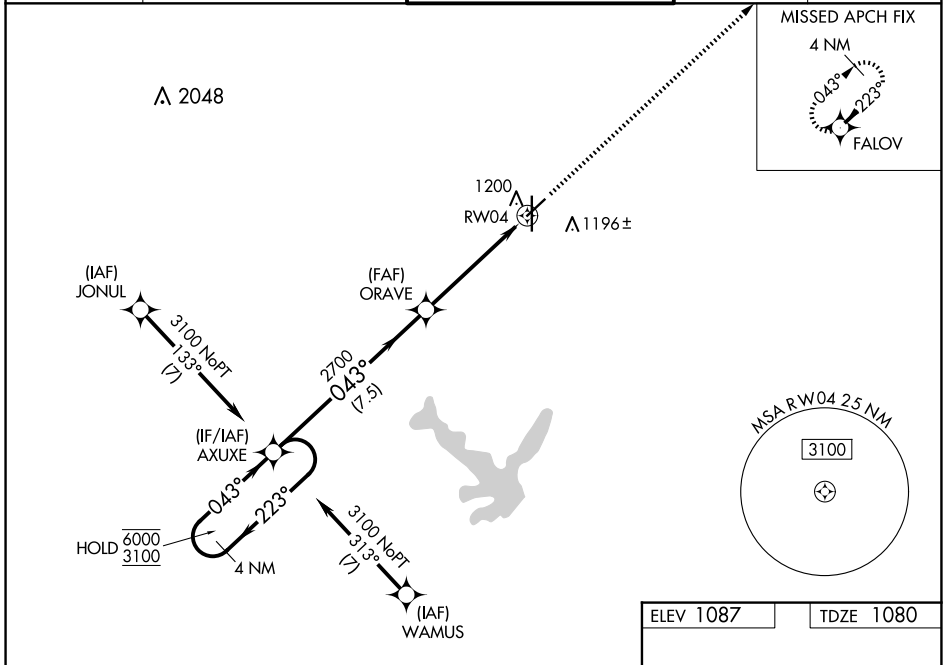 MISSED APCH FIX
4 NM
043°
223°
FALOV
2048
1200
RW04
1196±
(IAF)
JONUL
(FAF)
ORAVE
3100 NoPT
133°
(7)
2700
043°
(7.5)
(IF/IAF)
AXUXE
043°
223°
HOLD 6000
3100
4 NM
3100 NoPT
313°
(7)
(IAF)
WAMUS
MSA RW04 25 NM
3100
ELEV 1087
TDZE 1080